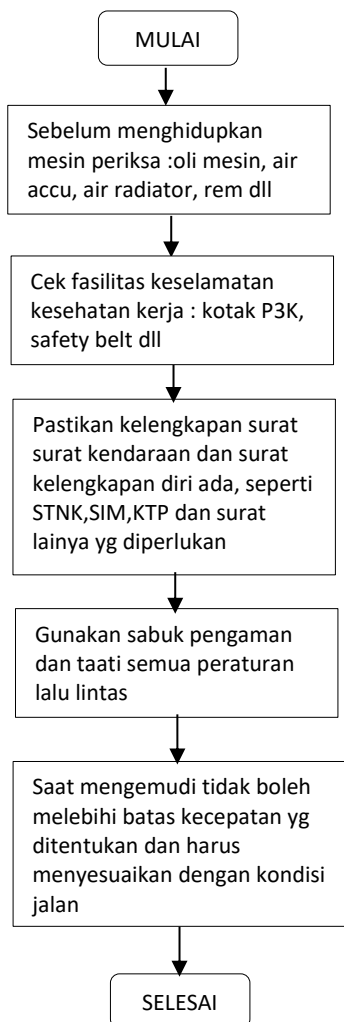 MULAI
Sebelum menghidupkan
mesin periksa :oli mesin, air
accu, air radiator, rem dll
Cek fasilitas keselamatan
kesehatan kerja : kotak P3K,
safety belt dll
Pastikan kelengkapan surat
surat kendaraan dan surat
kelengkapan diri ada, seperti
STNK,SIM,KTP dan surat
lainya yg diperlukan
Gunakan sabuk pengaman
dan taati semua peraturan
lalu lintas
Saat mengemudi tidak boleh
melebihi batas kecepatan yg
ditentukan dan harus
menyesuaikan dengan kondisi
jalan
SELESAI